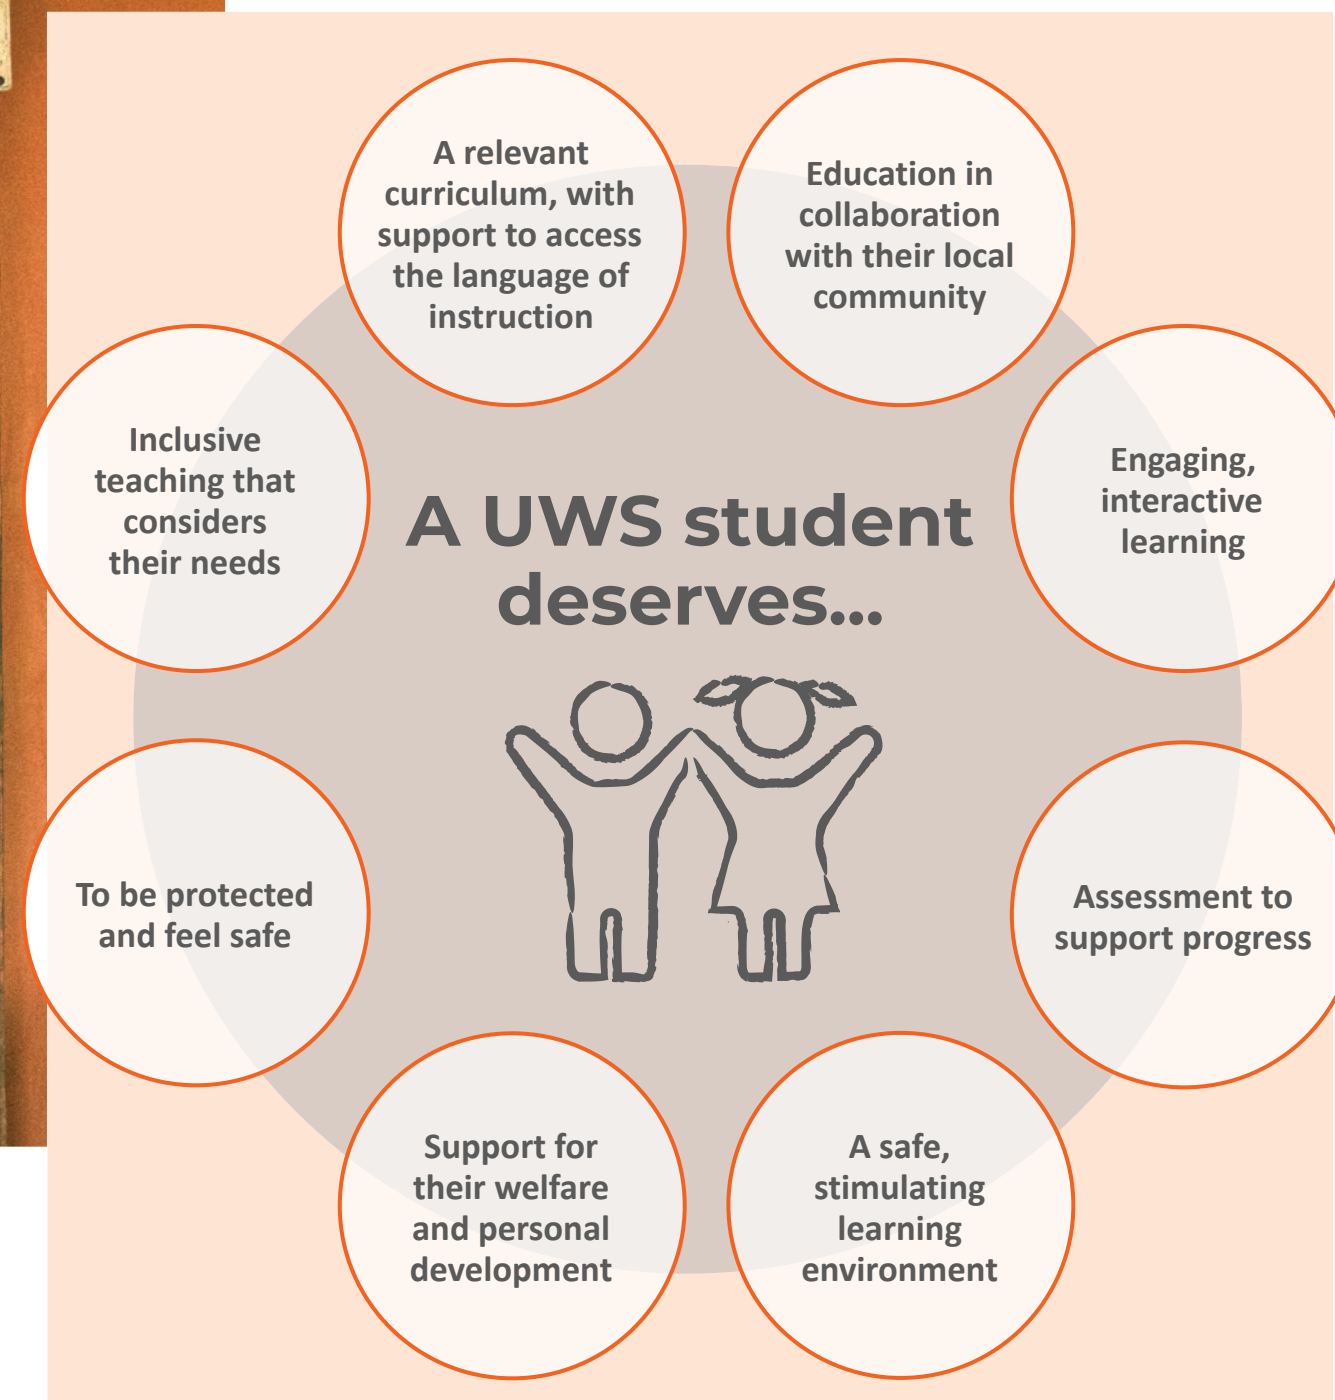 A relevant
curriculum, with
support to access
the language of
instruction
Education in
collaboration
with their local
community
Inclusive
teaching that
considers
their needs
Engaging,
interactive
learning
A UWS student
deserves...
To be protected
and feel safe
Assessment to
support progress
Support for
their welfare
and personal
development
A safe,
stimulating
learning
environment